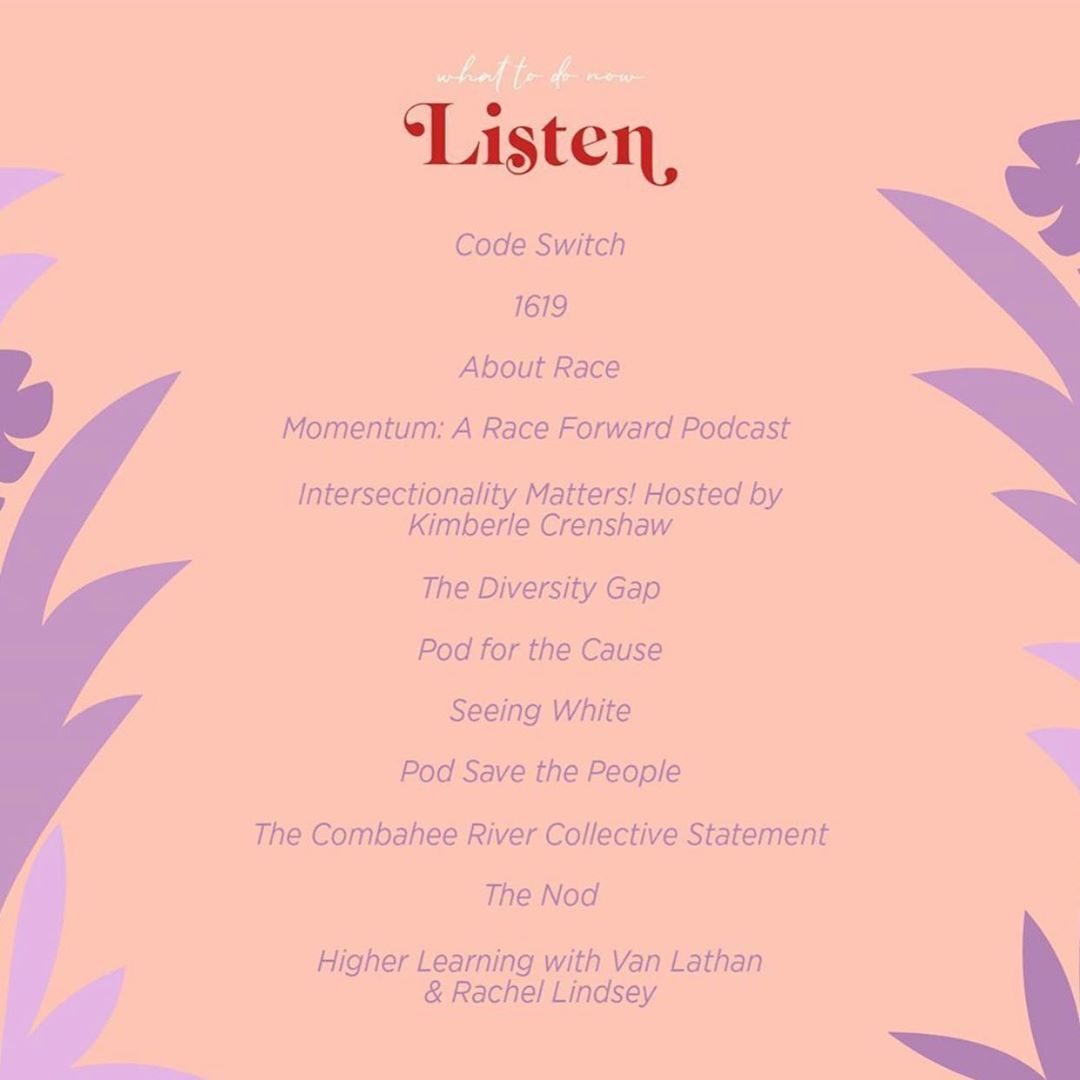 what to do now
Listen
Code Switch
1619
About Race
Momentum: A Race Forward Podcast
Intersectionality Matters! Hosted by
Kimberle Crenshaw
The Diversity Gap
Pod for the Cause
Seeing White
Pod Save the People
The Combahee River Collective Statement
The Nod
Higher Learning with Van Lathan
& Rachel Lindsey